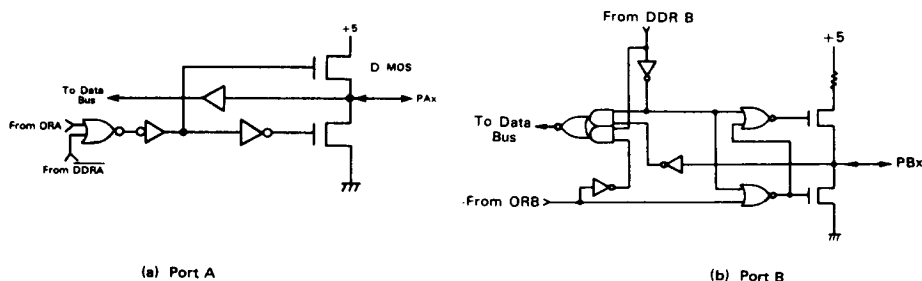 +5
D MOS
To Data
Bus
PAx
From ORA
From DDRA
(a) Port A
From DDR B
+5
To Data
Bus
PBx
From ORB
(b) Port B